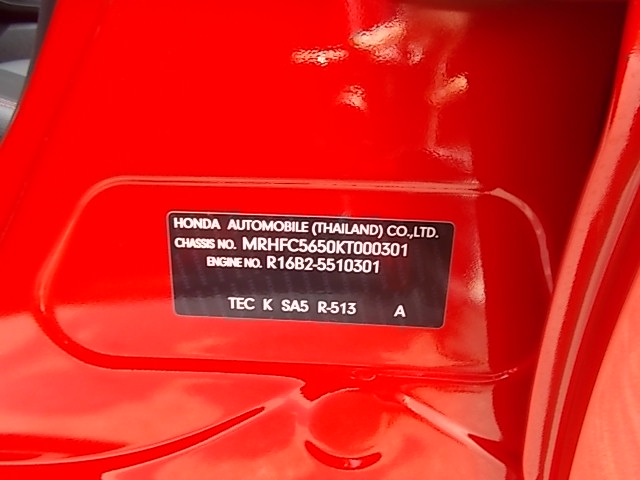 HONDA AUTOMOBILE (THAILAND) CO.,LTD.
CHASSIS NO. MRHFC5650KT000301
ENGINE NO. R16B2-5510301
TEC K SA5 R-513 A